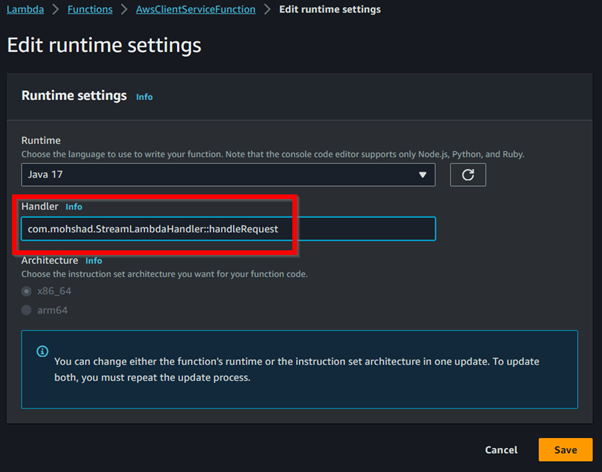 Lambda > Functions > AwsClientServiceFunction > Edit runtime settings
Edit runtime settings
Runtime settings Info
Runtime
Choose the language to use to write your function. Note that the console code editor supports only Node.js, Python, and Ruby.
Java 17
Handler Info
com.mohshad.StreamLambdaHandler::handleRequest
Architecture Info
Choose the instruction set architecture you want for your function code.
x86_64
arm64
You can change either the function's runtime or the instruction set architecture in one update. To update
both, you must repeat the update process.
Cancel Save